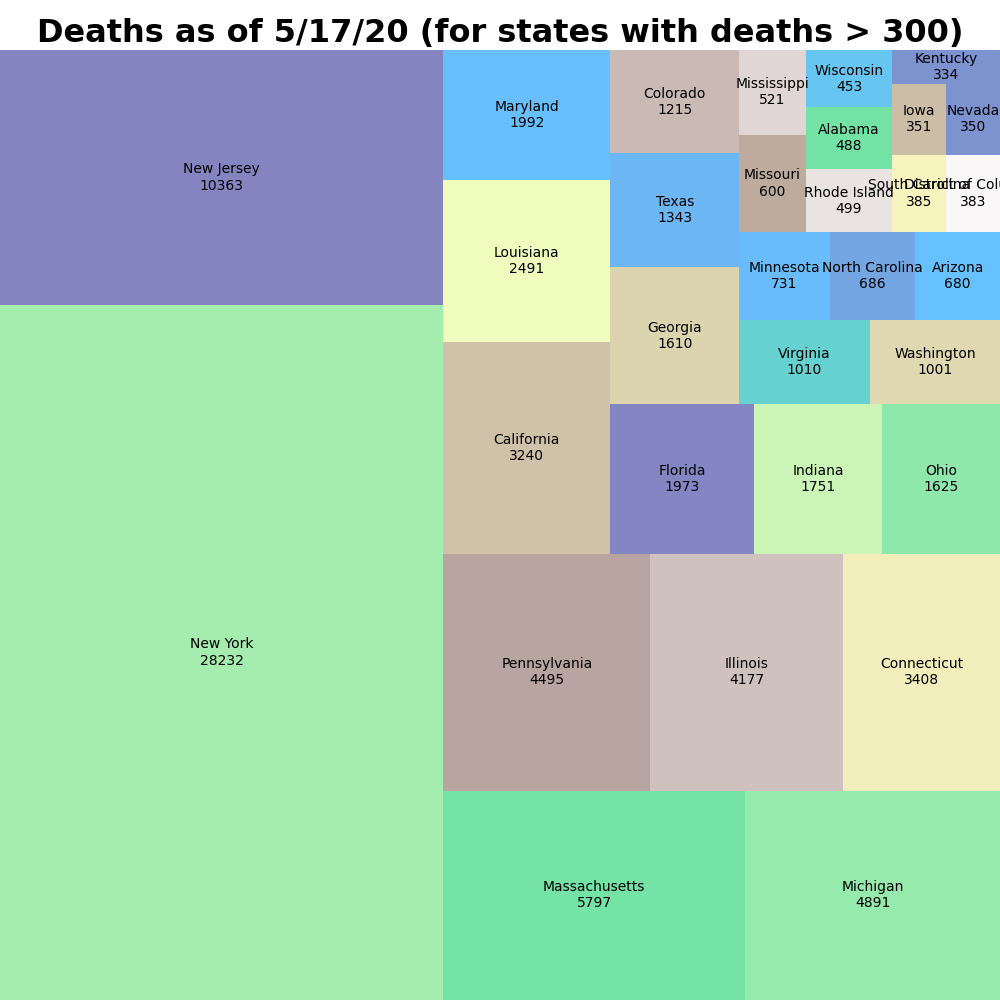 Deaths as of 5/17/20 (for states with deaths > 300)
New Jersey
10363
New York
28232
Maryland
1992
Louisiana
2491
California
3240
Colorado
1215
Texas
1343
Georgia
1610
Mississippi
521
Missouri
600
Wisconsin
453
Alabama
488
Rhode Island
499
Kentucky
334
Iowa
351
Nevada
350
South Carolina
385
District of Colu
383
Minnesota
731
North Carolina
686
Arizona
680
Virginia
1010
Washington
1001
Florida
1973
Indiana
1751
Ohio
1625
Pennsylvania
4495
Illinois
4177
Connecticut
3408
Massachusetts
5797
Michigan
4891